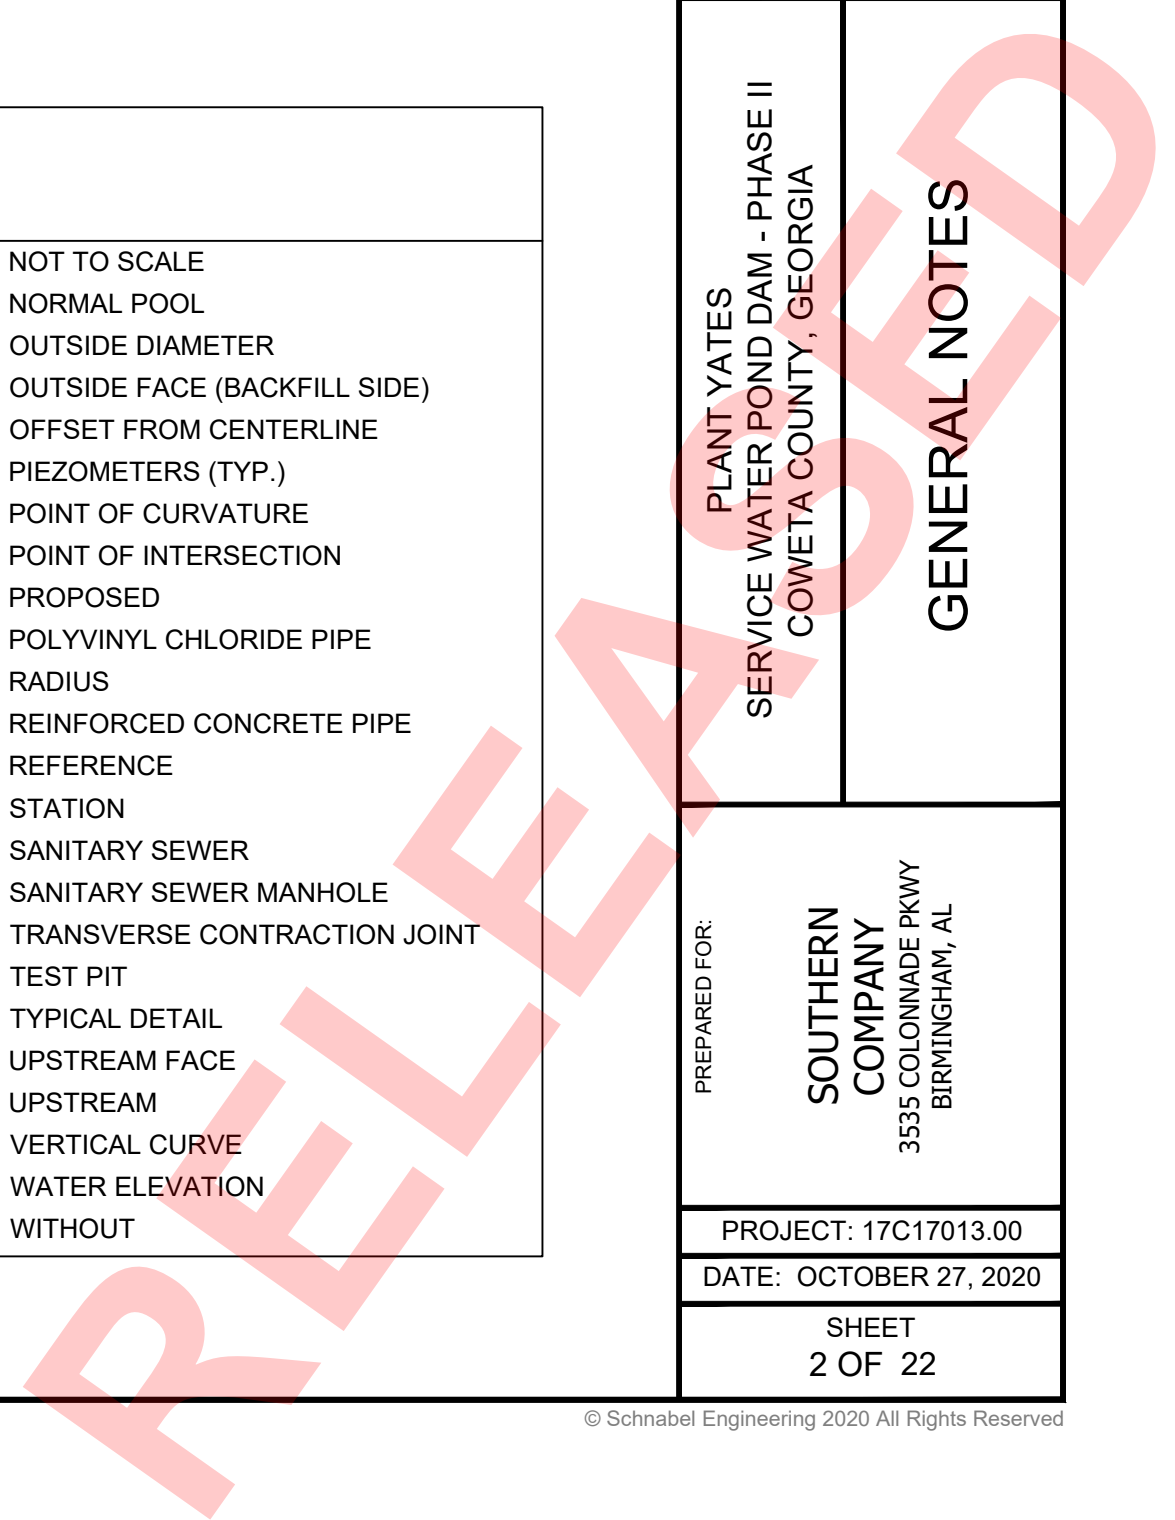 NOT TO SCALE
NORMAL POOL
OUTSIDE DIAMETER
OUTSIDE FACE (BACKFILL SIDE)
OFFSET FROM CENTERLINE
PIEZOMETERS (TYP.)
POINT OF CURVATURE
POINT OF INTERSECTION
PROPOSED
POLYVINYL CHLORIDE PIPE
RADIUS
REINFORCED CONCRETE PIPE
REFERENCE
STATION
SANITARY SEWER
SANITARY SEWER MANHOLE
TRANSVERSE CONTRACTION JOINT
TEST PIT
TYPICAL DETAIL
UPSTREAM FACE
UPSTREAM
VERTICAL CURVE
WATER ELEVATION
WITHOUT
PLANT YATES
SERVICE WATER POND DAM - PHASE II
COWETA COUNTY, GEORGIA
GENERAL NOTES
PREPARED FOR:
SOUTHERN
COMPANY
3535 COLONNADE PKWY
BIRMINGHAM, AL
PROJECT: 17C17013.00
DATE: OCTOBER 27, 2020
SHEET
2 OF 22
© Schnabel Engineering 2020 All Rights Reserved
RELEASED